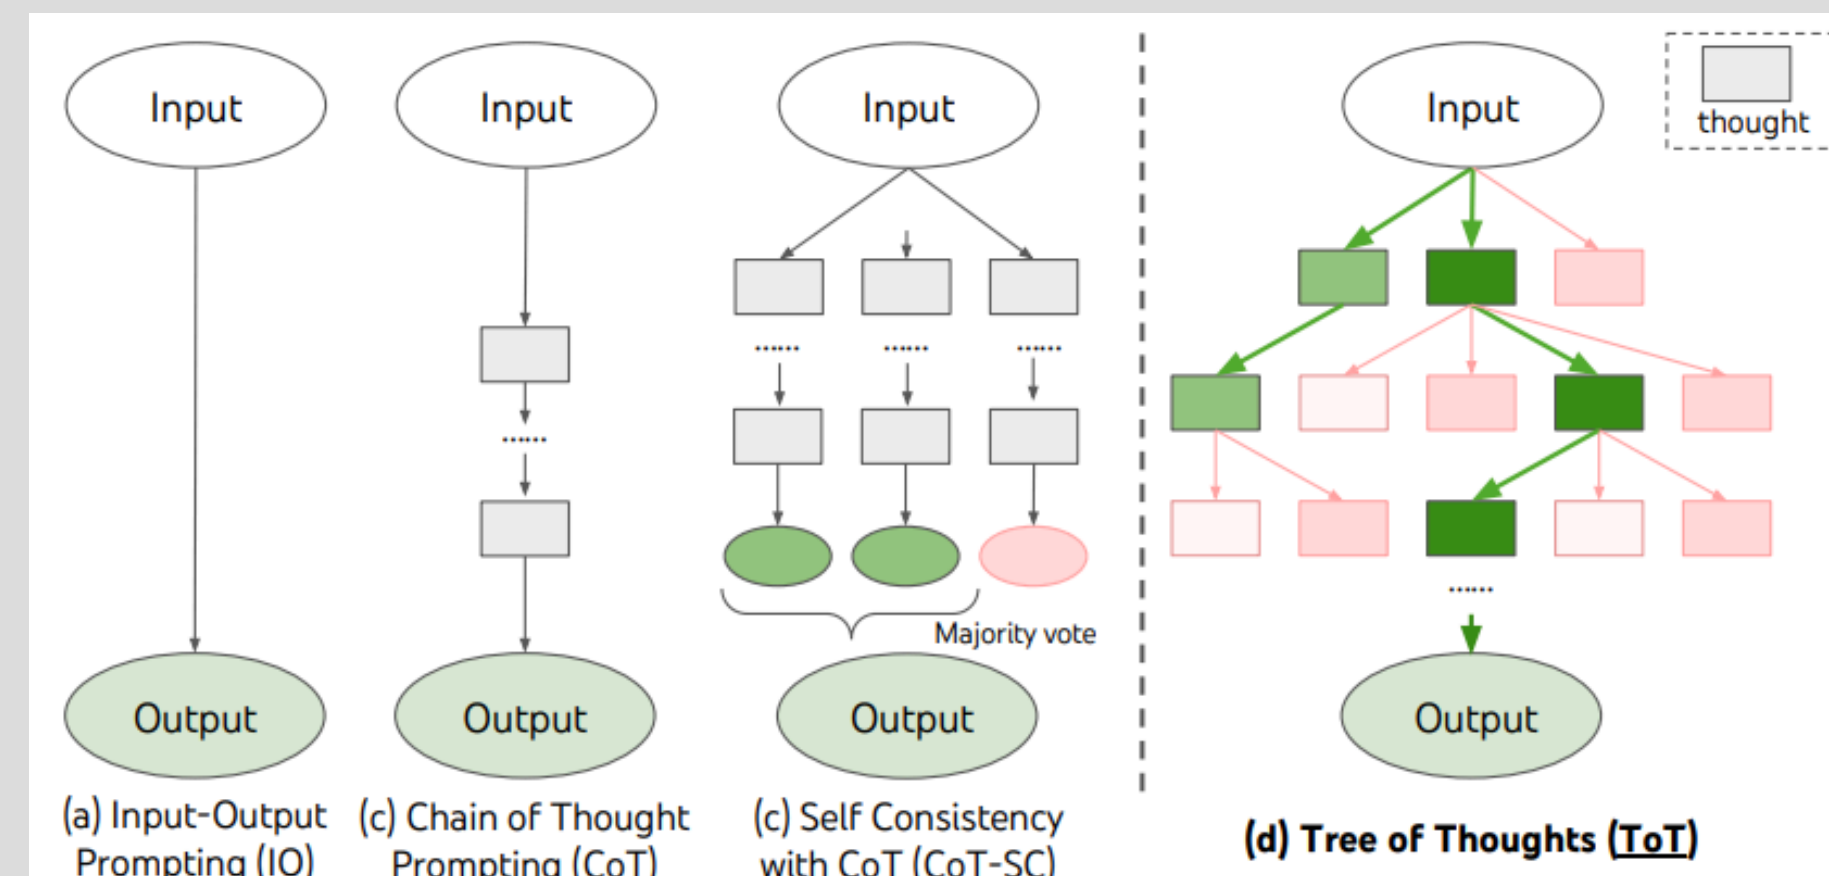 Input
Input
Input
Input
thought
......
......
......
......
......
Majority vote
Output
Output
Output
Output
(a) Input-Output
Prompting (IO)
(c) Chain of Thought
Prompting (CoT)
(c) Self Consistency
with CoT (CoT-SC)
(d) Tree of Thoughts (ToT)